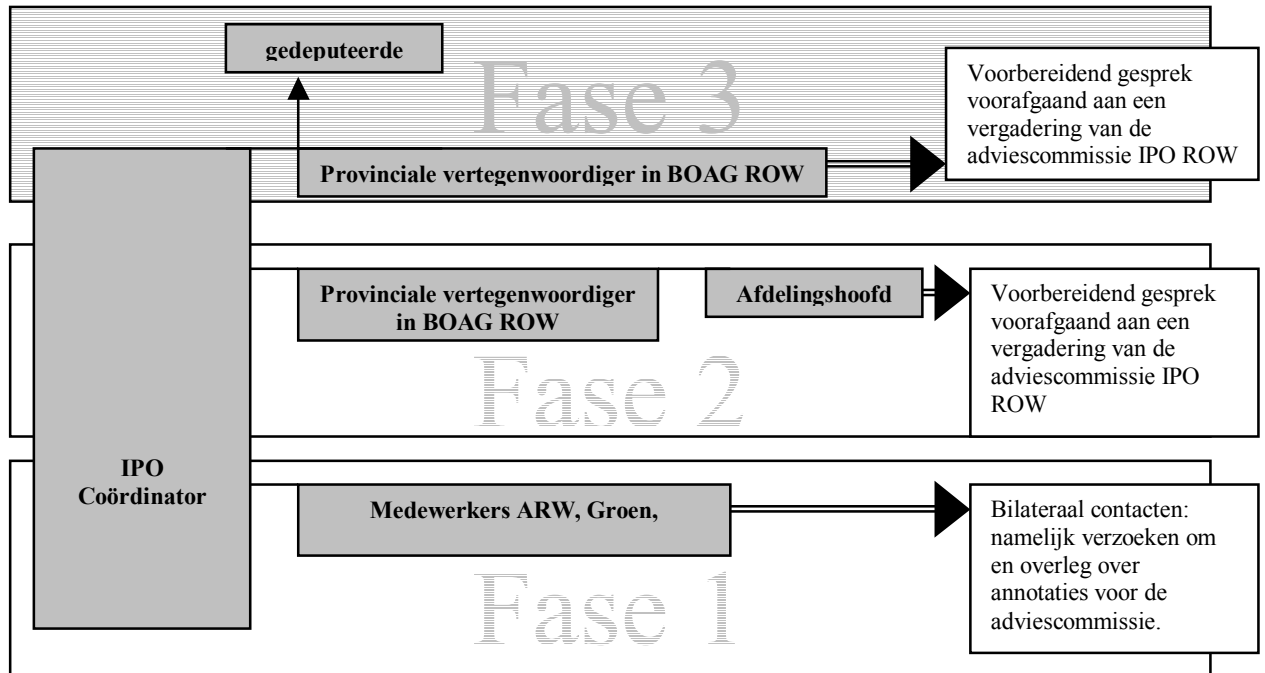 gedeputeerde
Fase 3
Voorbereidend gesprek
voorafgaand aan een
vergadering van de
adviescommissie IPO ROW
Provinciale vertegenwoordiger in BOAG ROW
Provinciale vertegenwoordiger
in BOAG ROW
Afdelingshoofd
Voorbereidend gesprek
voorafgaand aan een
vergadering van de
adviescommissie IPO
ROW
Fase 2
IPO
Coördinator
Medewerkers ARW, Groen,
Bilateraal contacten:
namelijk verzoeken om
en overleg over
annotaties voor de
adviescommissie.
Fase 1